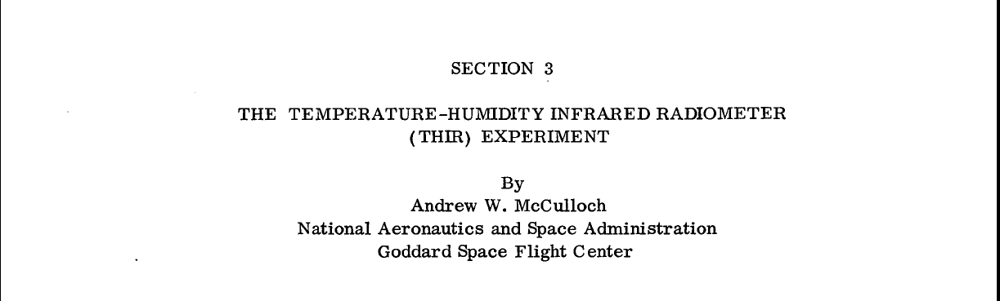 SECTION 3
THE TEMPERATURE-HUMIDITY INFRARED RADIOMETER
(THIR) EXPERIMENT
By
Andrew W. McCulloch
National Aeronautics and Space Administration
Goddard Space Flight Center